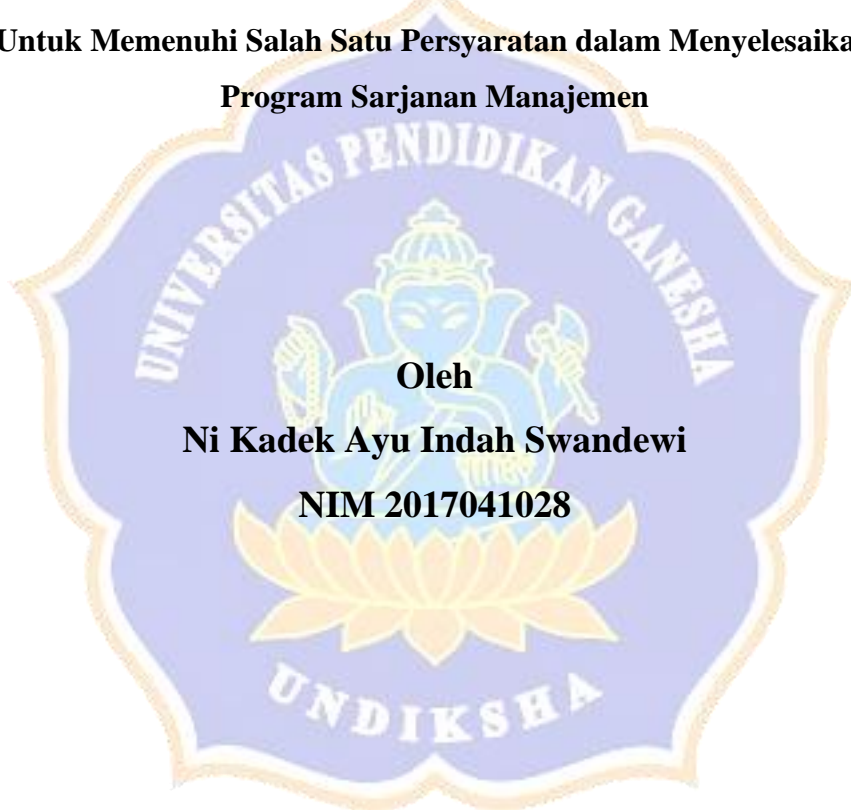 Untuk Memenuhi Salah Satu Persyaratan dalam Menyelesaika
Program Sarjanan Manajemen
UNIVERSITAS PENDIDIKAN GANESHA
Oleh
Ni Kadek Ayu Indah Swandewi
NIM 2017041028
UNDIKSHA